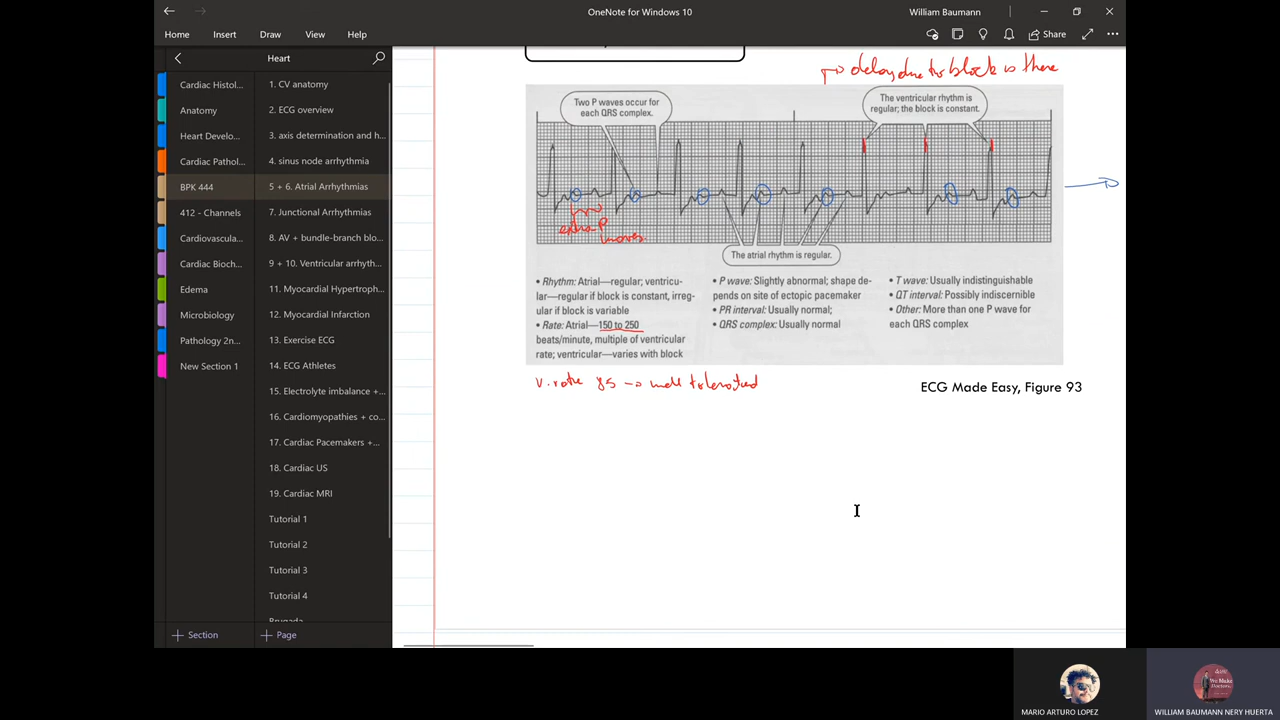 OneNote for Windows 10
William Baumann
Home Insert Draw View Help
Share
Heart
Cardiac Histol...
Anatomy
Heart Develo...
Cardiac Pathol...
BPK 444
412 - Channels
Cardiovascula...
Cardiac Bioch...
Edema
Microbiology
Pathology 2n...
New Section 1
1. CV anatomy
2. ECG overview
3. axis determination and h...
4. sinus node arrhythmia
5 + 6. Atrial Arrhythmias
7. Junctional Arrhythmias
8. AV + bundle-branch blo...
9 + 10. Ventricular arryth...
11. Myocardial Hypertroph...
12. Myocardial Infarction
13. Exercise ECG
14. ECG Athletes
15. Electrolyte imbalance +...
16. Cardiomyopathies + co...
17. Cardiac Pacemakers +...
18. Cardiac US
19. Cardiac MRI
Tutorial 1
Tutorial 2
Tutorial 3
Tutorial 4
Brugada
Section
Page
delay due to block is there
Two P waves occur for
each QRS complex.
The ventricular rhythm is
regular; the block is constant.
extra P
waves.
The atrial rhythm is regular.
• Rhythm: Atrial—regular; ventricu-
lar—regular if block is constant, irreg-
ular if block is variable
• Rate: Atrial—150 to 250
beats/minute, multiple of ventricular
rate; ventricular—varies with block
• P wave: Slightly abnormal; shape de-
pends on site of ectopic pacemaker
• PR interval: Usually normal;
• QRS complex: Usually normal
• T wave: Usually indistinguishable
• QT interval: Possibly indiscernible
• Other: More than one P wave for
each QRS complex
v. rate 85 → well tolerated
ECG Made Easy, Figure 93
MARIO ARTURO LOPEZ
WILLIAM BAUMANN NERY HUERTA